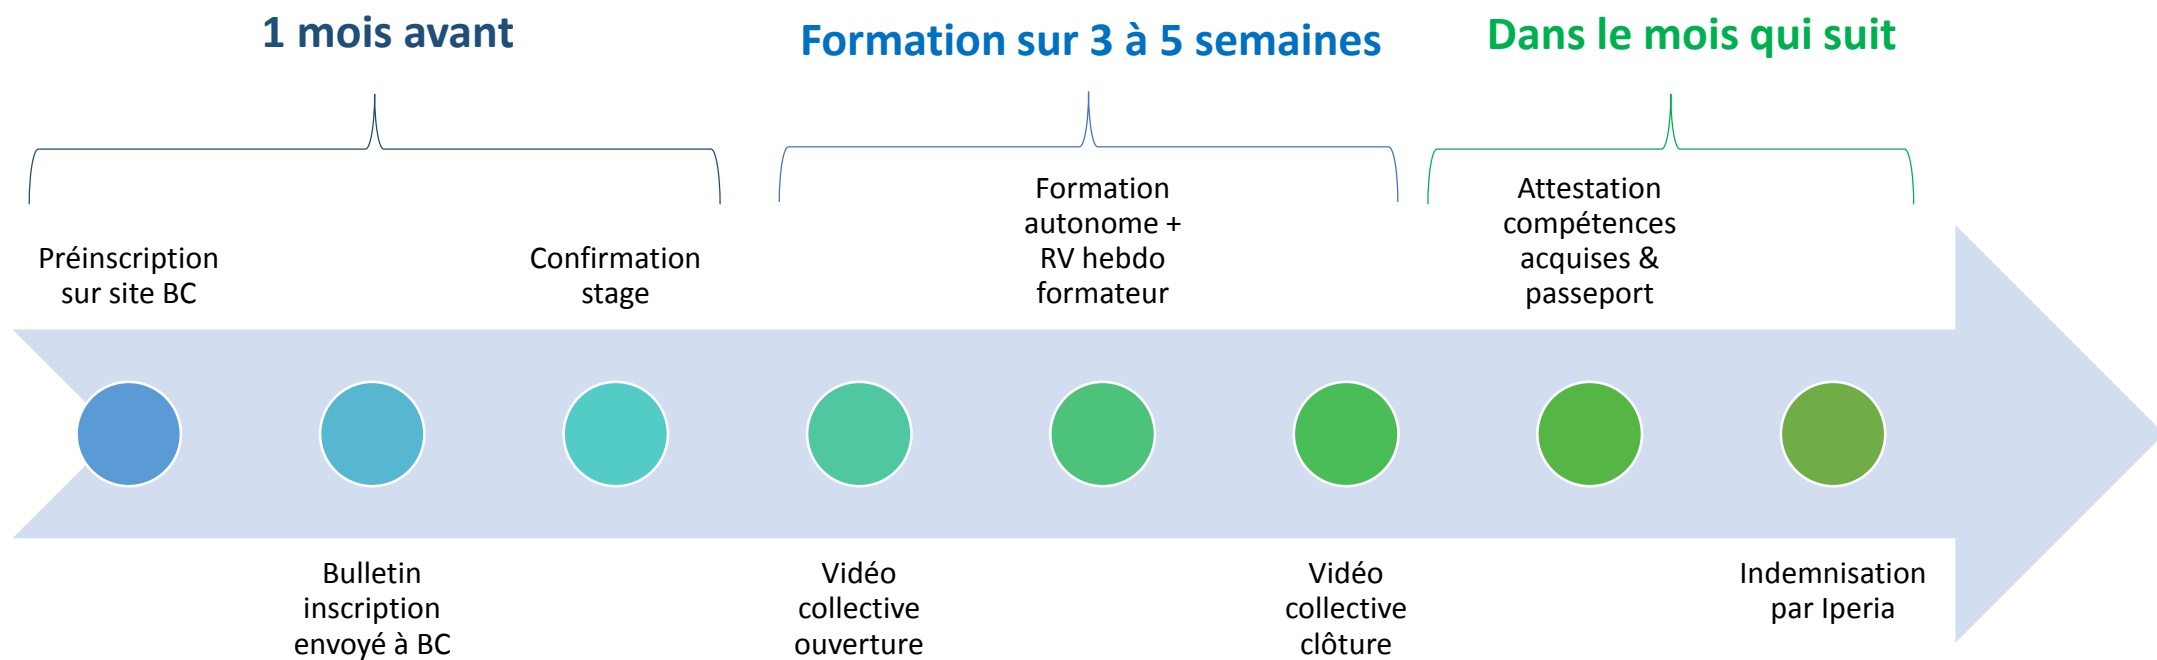 1 mois avant
Formation sur 3 à 5 semaines
Dans le mois qui suit
Préinscription
sur site BC
Bulletin
inscription
envoyé à BC
Confirmation
stage
Vidéo
collective
ouverture
Formation
autonome +
RV hebdo
formateur
Vidéo
collective
clôture
Attestation
compétences
acquises &
passeport
Indemnisation
par Iperia